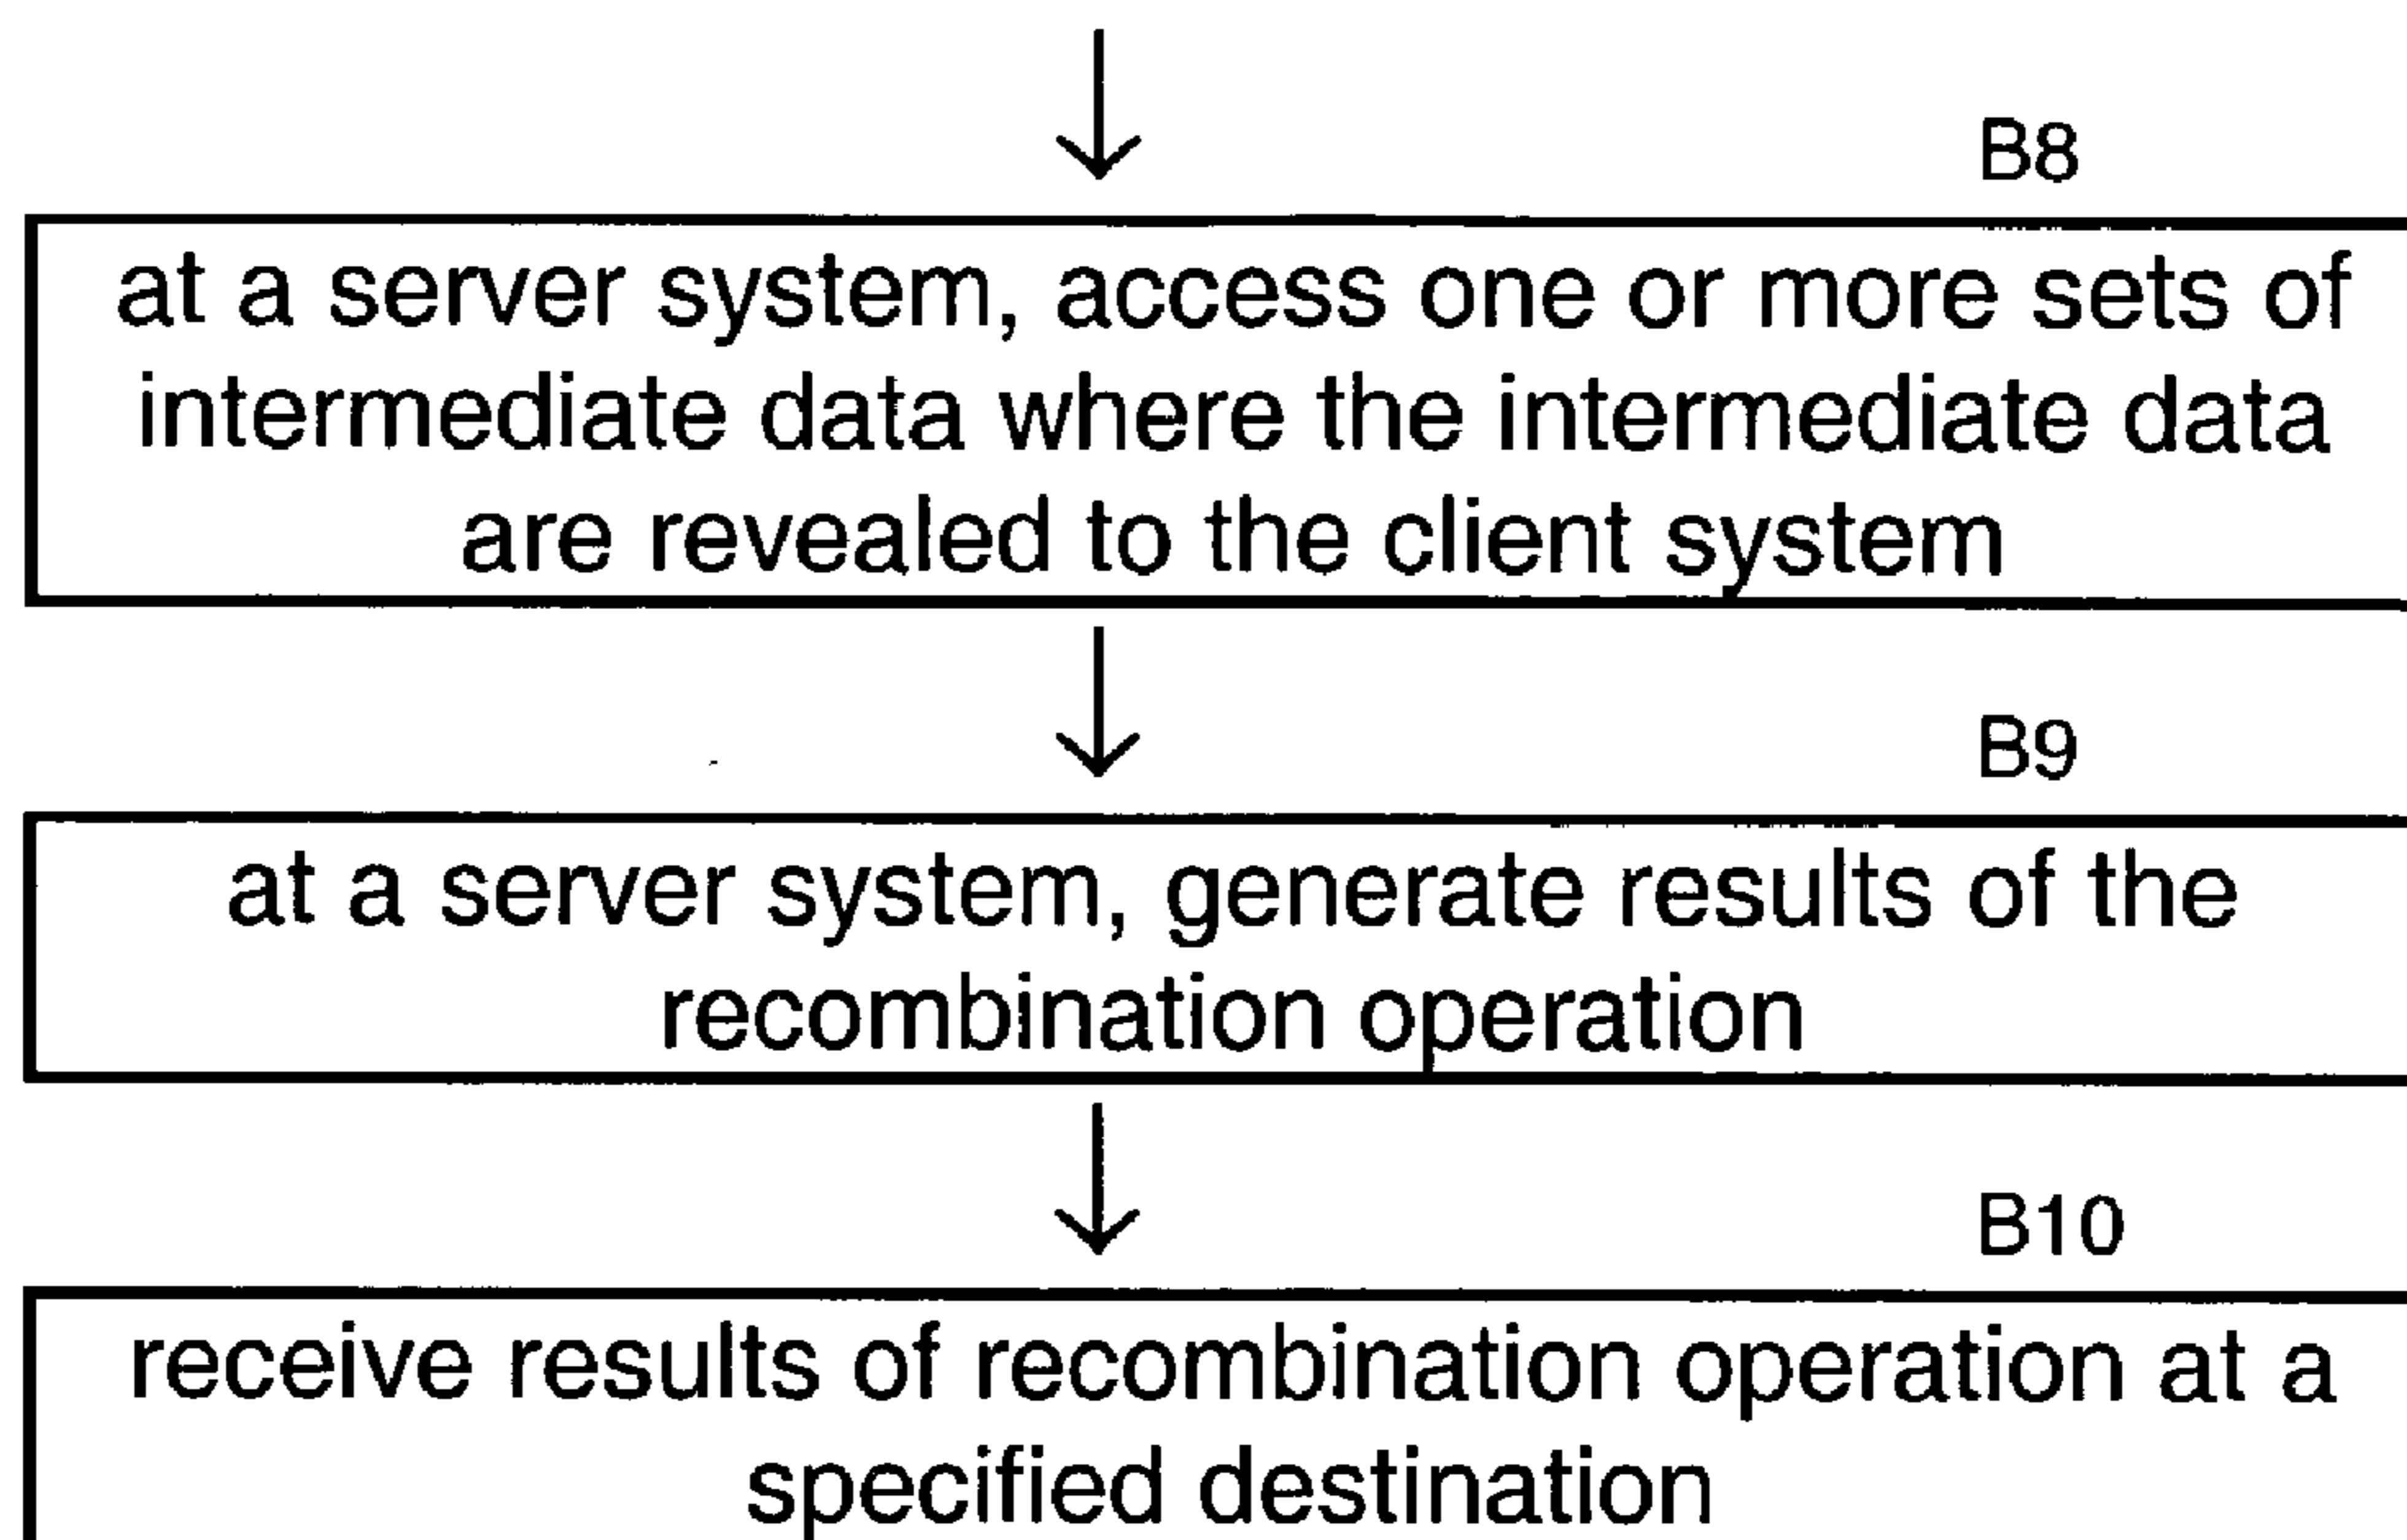 B8
at a server system, access one or more sets of
intermediate data where the intermediate data
are revealed to the client system
B9
at a server system, generate results of the
recombination operation
B10
receive results of recombination operation at a
specified destination